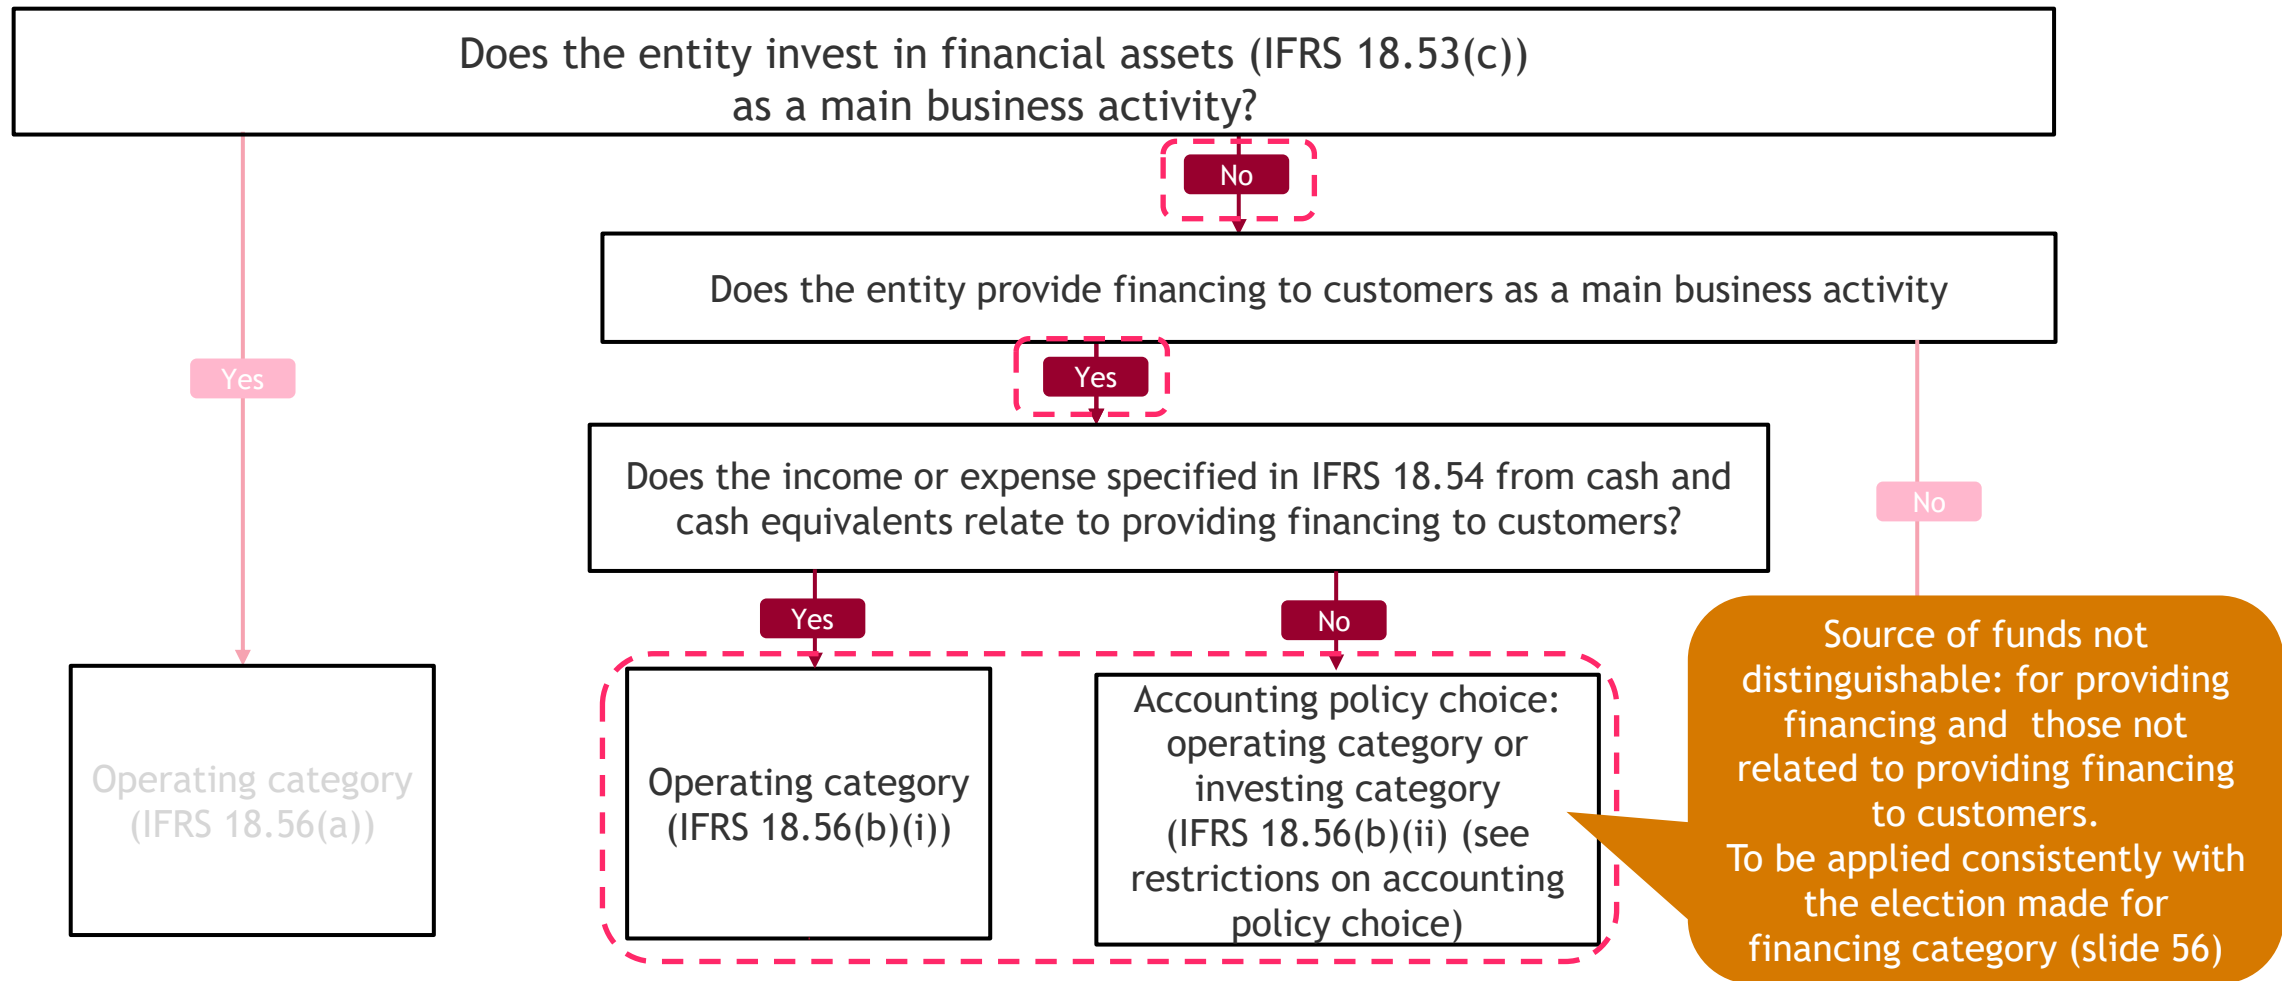 Does the entity invest in financial assets (IFRS 18.53(c))
as a main business activity?
No
Does the entity provide financing to customers as a main business activity
Yes
Yes
Does the income or expense specified in IFRS 18.54 from cash and
cash equivalents relate to providing financing to customers?
No
Yes
No
Operating category
(IFRS 18.56(a))
Operating category
(IFRS 18.56(b)(i))
Accounting policy choice:
operating category or
investing category
(IFRS 18.56(b)(ii) (see
restrictions on accounting
policy choice)
Source of funds not
distinguishable: for providing
financing and  those not
related to providing financing
to customers.
To be applied consistently with
the election made for
financing category (slide 56)